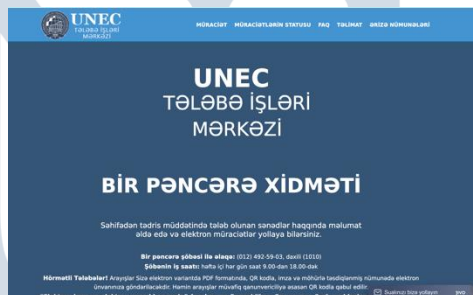 UNEC
TƏLƏBƏ İŞLƏRİ
MƏRKƏZİ
MÜRACİƏT MÜRACİƏTLƏRİN STATUSU FAQ TƏLİMAT ƏRİZƏ NÜMUNƏLƏRİ
UNEC
TƏLƏBƏ İŞLƏRİ
MƏRKƏZİ
BİR PƏNCƏRƏ XİDMƏTİ
Səhifədən tədris müddətində tələb olunan sənədlər haqqında məlumat
əldə edə və elektron müraciətlər yollaya bilərsiniz.
Bir pəncərə şöbəsi ilə əlaqə: (012) 492-59-03, daxili (1010)
Şöbənin iş saatı: həftə içi hər gün saat 9.00-dan 18.00-dək
Hörmətli Tələbələr! Arayışlar Sizə elektron variantda PDF formatında, QR kodla, imza və möhürlə təsdiqlənmiş nümunədə elektron
ünvanınıza göndəriləcəkdir. Həmin arayışlar müvafiq qanunvericiliyə əsasən QR kodla qəbul edilir.
Sualınızı bizə yollayın